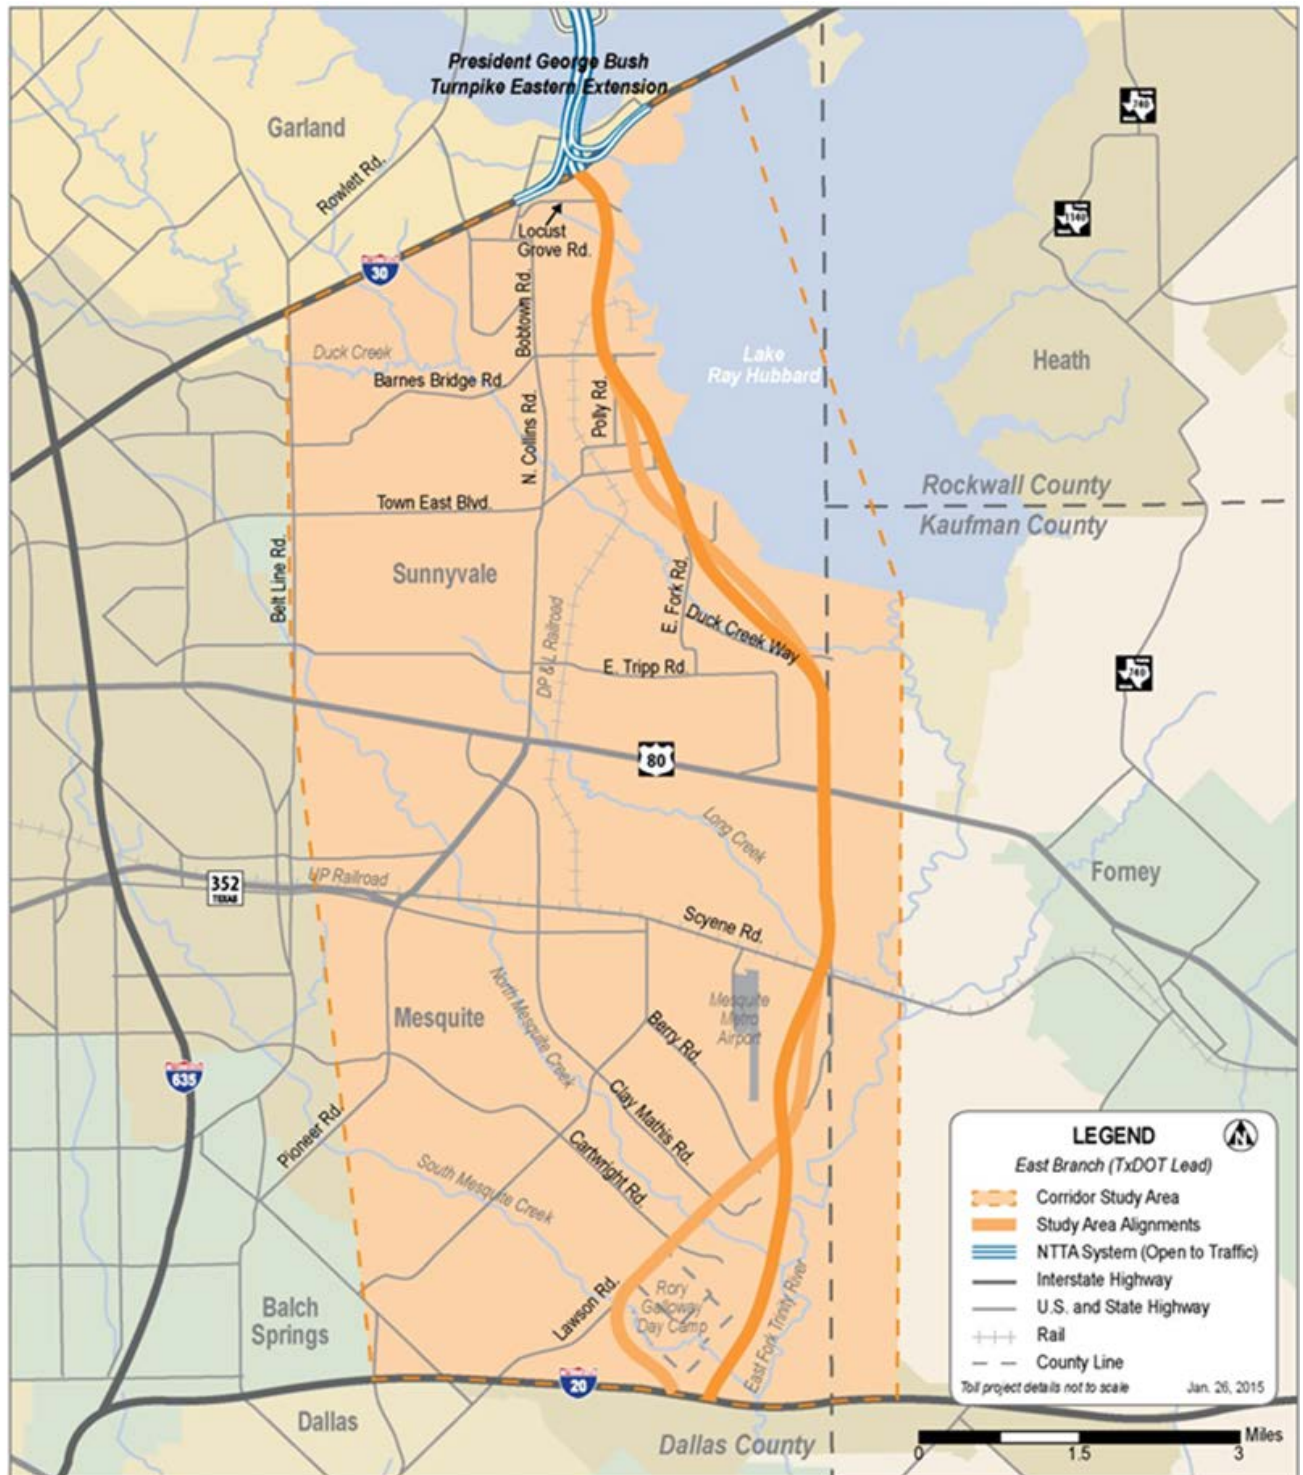 President George Bush
Turnpike Eastern Extension
Garland
Rowlett Rd.
740
1140
Locust
Grove Rd.
30
Bobtown Rd.
Duck Creek
Barnes Bridge Rd.
Lake
Ray Hubbard
Heath
Polly Rd.
N. Collins Rd.
Town East Blvd.
Rockwall County
Kaufman County
Belt Line Rd.
Sunnyvale
E. Fork Rd.
Duck Creek Way
DP & L Railroad
E. Tripp Rd.
740
80
Long Creek
352
TEXAS
UP Railroad
Forney
Scyene Rd.
Mesquite
North Mesquite Creek
Mesquite
Metro
Airport
Berry Rd.
635
Clay Mathis Rd.
Pioneer Rd.
Cartwright Rd.
South Mesquite Creek
Rory
Galloway
Day Camp
Lawson Rd.
East Fork Trinity River
Balch
Springs
20
Dallas
Dallas County
LEGEND
N
East Branch (TxDOT Lead)
Corridor Study Area
Study Area Alignments
NTTA System (Open to Traffic)
Interstate Highway
U.S. and State Highway
Rail
County Line
Toll project details not to scale
Jan. 26, 2015
Miles
0 1.5 3